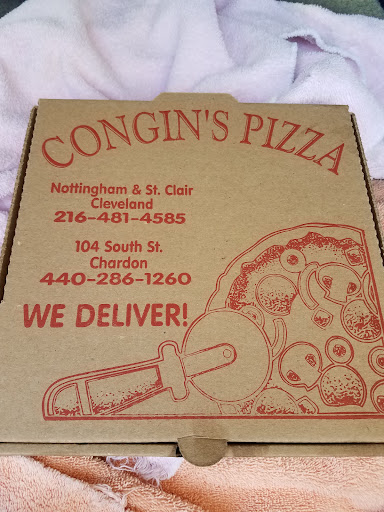 CONGIN'S PIZZA
Nottingham & St. Clair
Cleveland
216-481-4585
104 South St.
Chardon
440-286-1260
WE DELIVER!